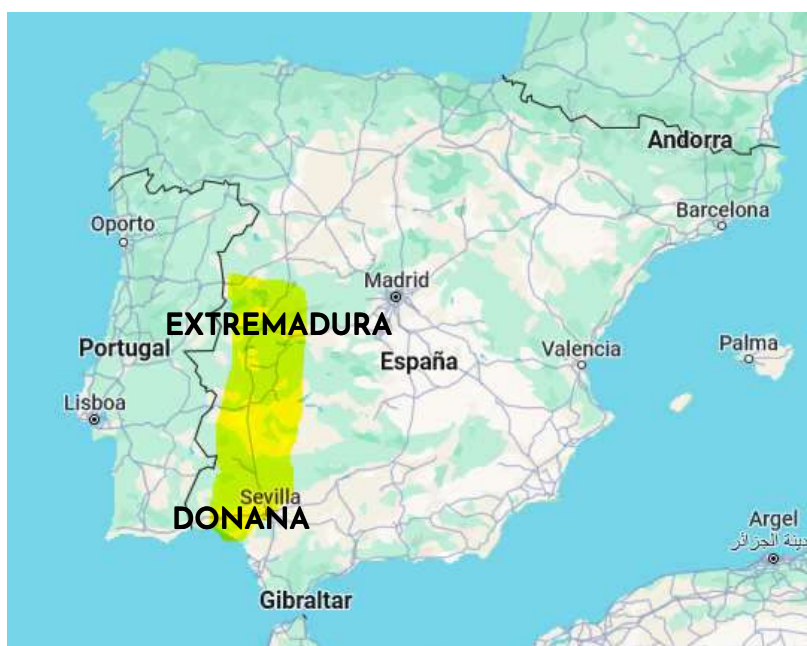 Andorra
Barcelona
Oporto
Madrid
EXTREMADURA
Portugal
España
Valencia
Palma
Lisboa
Sevilla
DONANA
Argel
مدينة الجزائر
Gibraltar